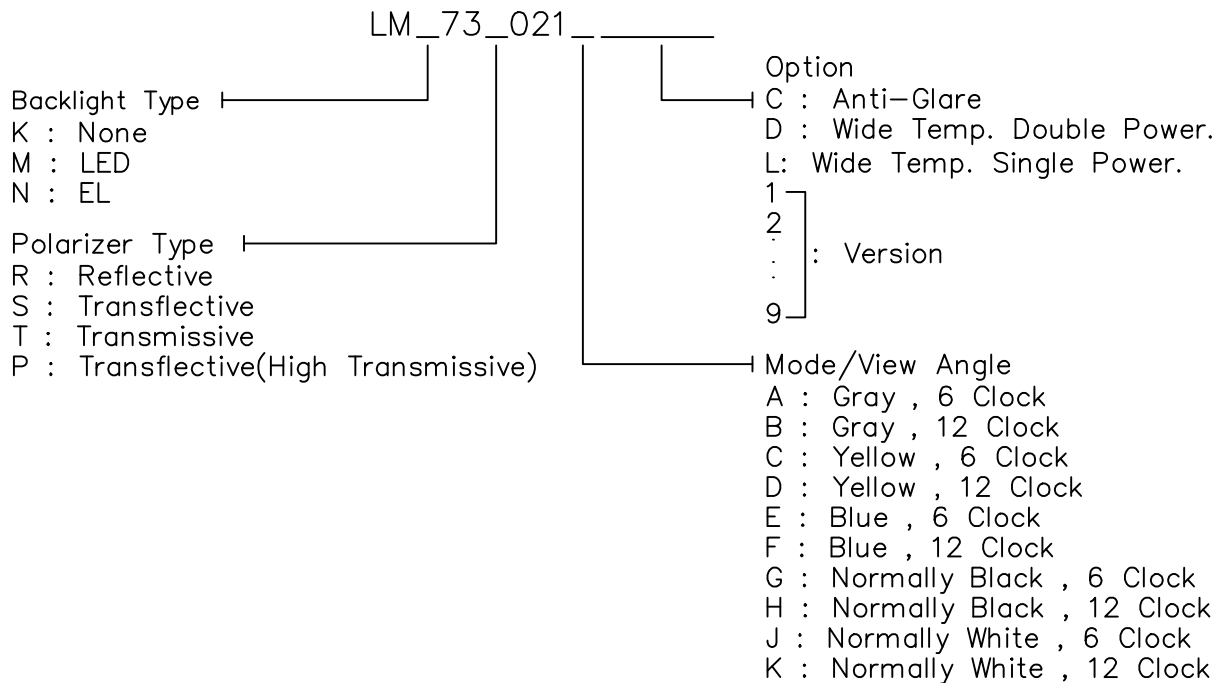 LM_73_021_ _____
Backlight Type
K : None
M : LED
N : EL
Polarizer Type
R : Reflective
S : Transflective
T : Transmissive
P : Transflective(High Transmissive)
Option
C : Anti-Glare
D : Wide Temp. Double Power.
L: Wide Temp. Single Power.
1
2
.
.
.
: Version
9
Mode/View Angle
A : Gray , 6 Clock
B : Gray , 12 Clock
C : Yellow , 6 Clock
D : Yellow , 12 Clock
E : Blue , 6 Clock
F : Blue , 12 Clock
G : Normally Black , 6 Clock
H : Normally Black , 12 Clock
J : Normally White , 6 Clock
K : Normally White , 12 Clock